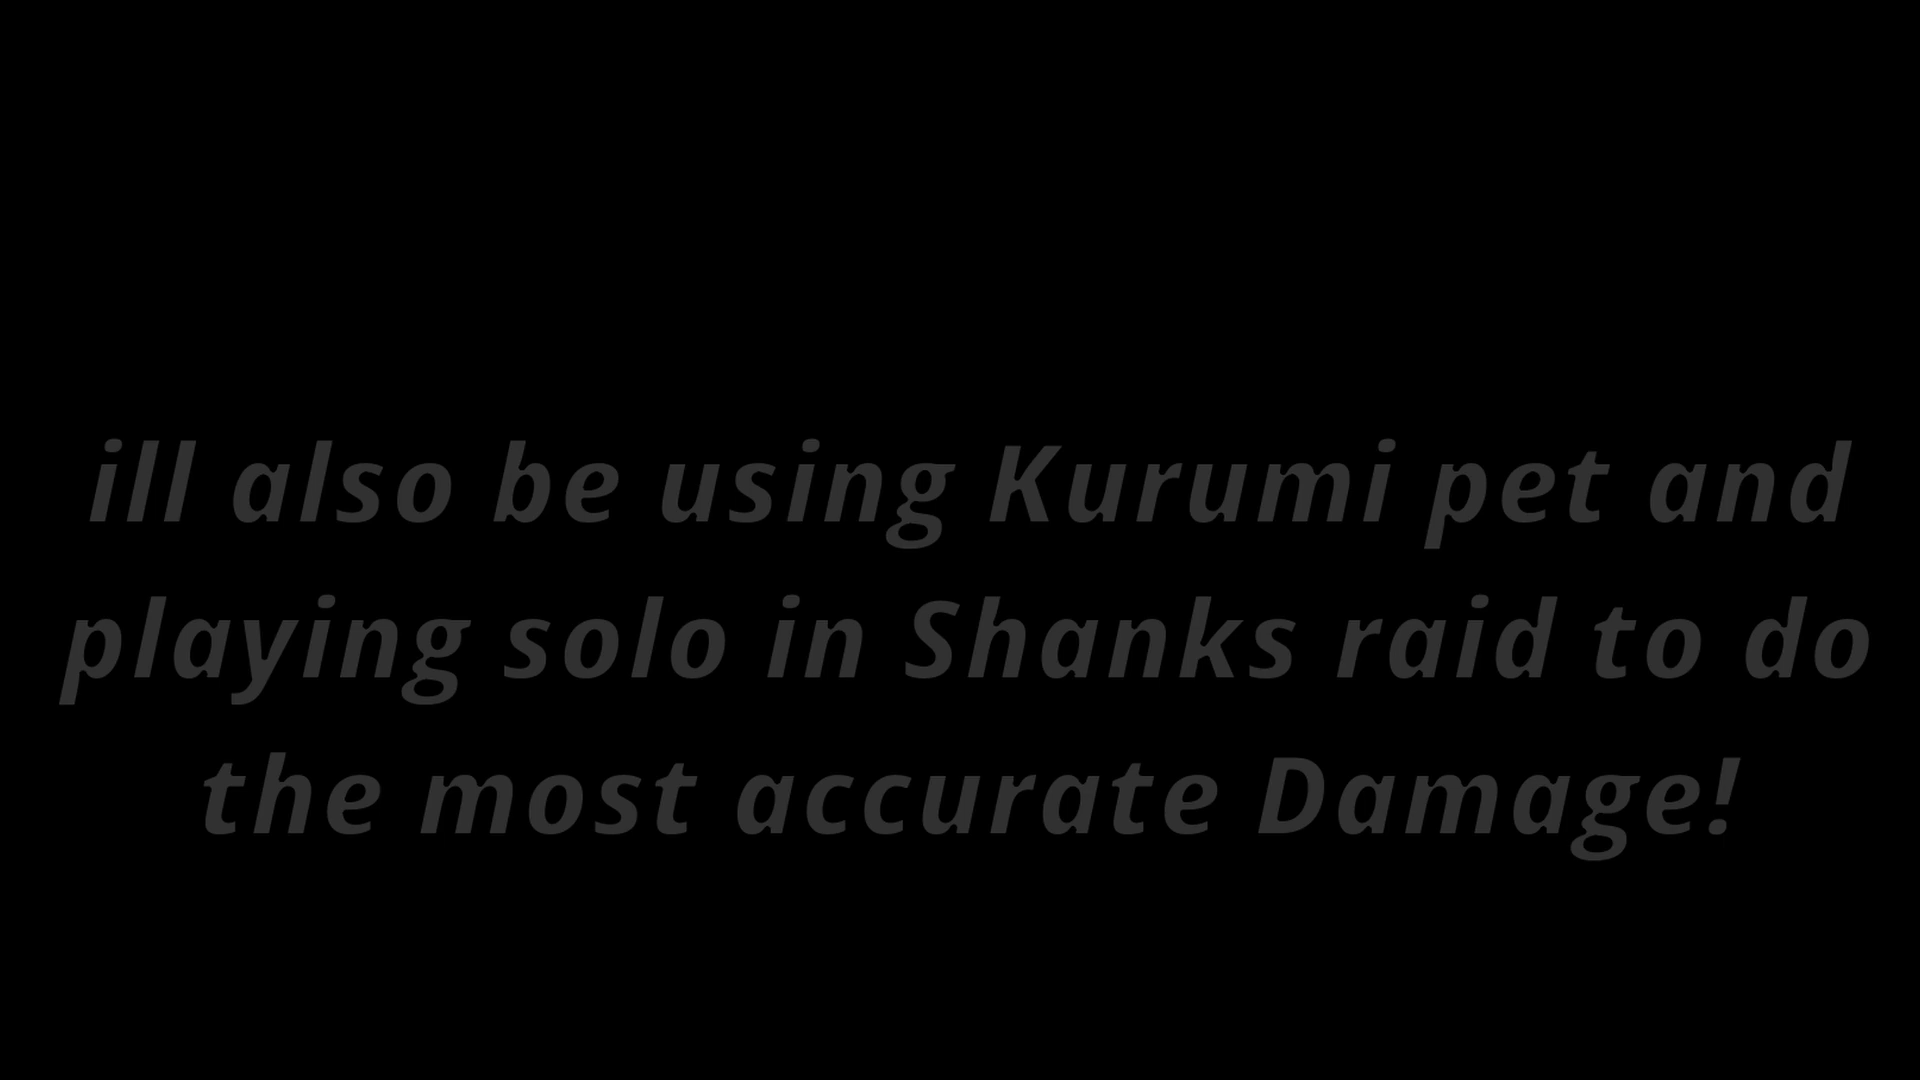 ill also be using Kurumi pet and
playing solo in Shanks raid to do
the most accurate Damage!